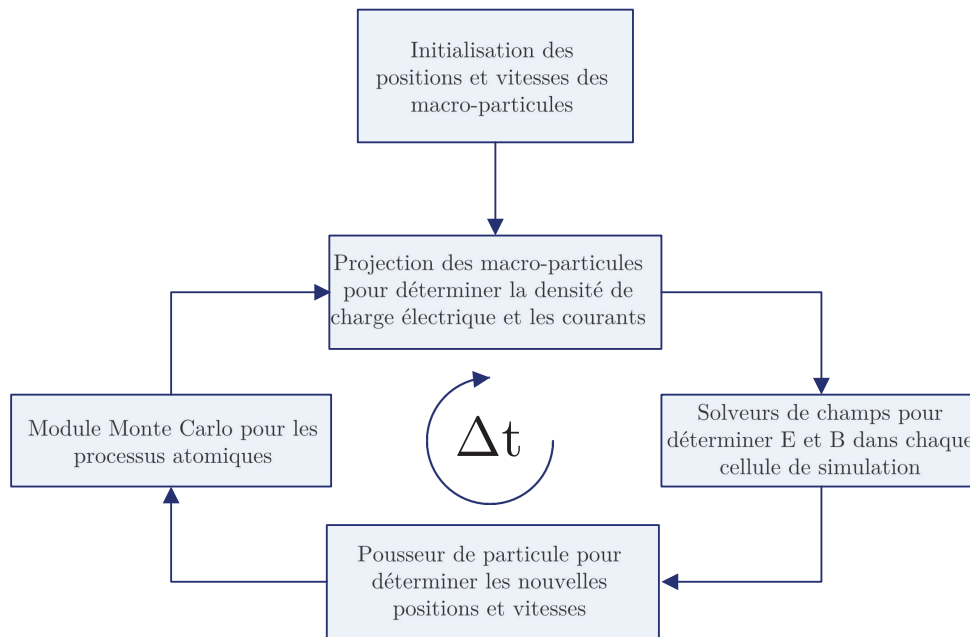 Initialisation des
positions et vitesses des
macro-particules
Projection des macro-particules
pour déterminer la densité de
charge électrique et les courants
Module Monte Carlo pour les
processus atomiques
Δt
Solveurs de champs pour
déterminer E et B dans chaque
cellule de simulation
Pousseur de particule pour
déterminer les nouvelles
positions et vitesses